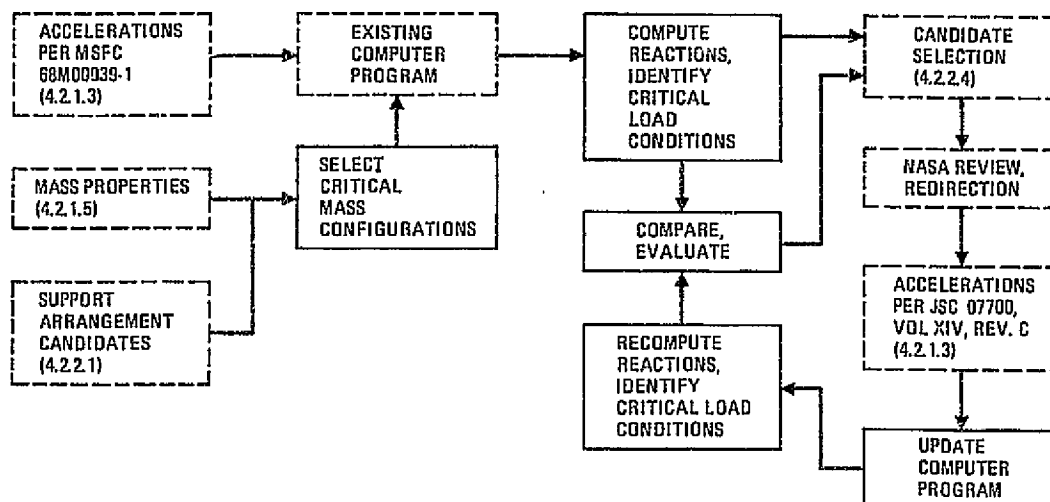 ACCELERATIONS
PER MSFC
68M00939-1
(4.2.1.3)
EXISTING
COMPUTER
PROGRAM
COMPUTE
REACTIONS,
IDENTIFY
CRITICAL
LOAD
CONDITIONS
CANDIDATE
SELECTION
(4.2.2.4)
MASS PROPERTIES
(4.2.1.5)
SELECT
CRITICAL
MASS
CONFIGURATIONS
NASA REVIEW,
REDIRECTION
COMPARE,
EVALUATE
SUPPORT
ARRANGEMENT
CANDIDATES
(4.2.2.1)
RECOMPUTE
REACTIONS,
IDENTIFY
CRITICAL LOAD
CONDITIONS
ACCELERATIONS
PER JSC 07700,
VOL XIV, REV. C
(4.2.1.3)
UPDATE
COMPUTER
PROGRAM